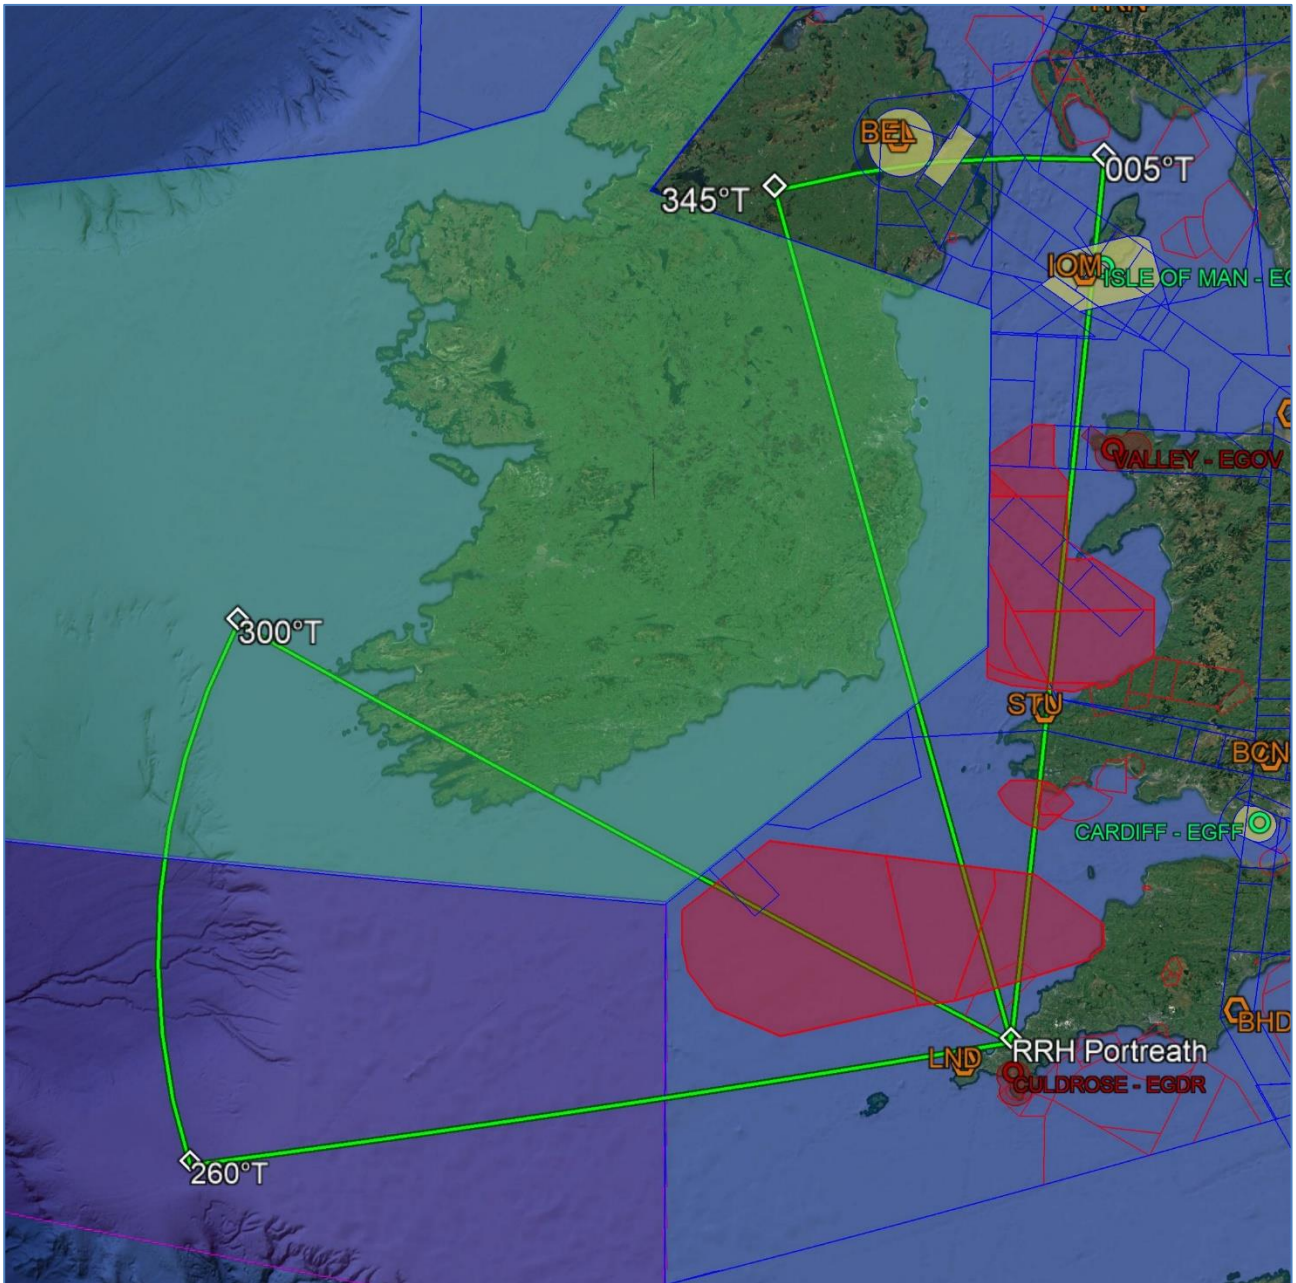 BEL
005°T
345°T
IOM
ISLE OF MAN - EG
VALLEY - EGOV
300°T
STU
BCN
CARDIFF - EGFF
BHD
RRH Portreath
LND
CULDROSE - EGDR
260°T